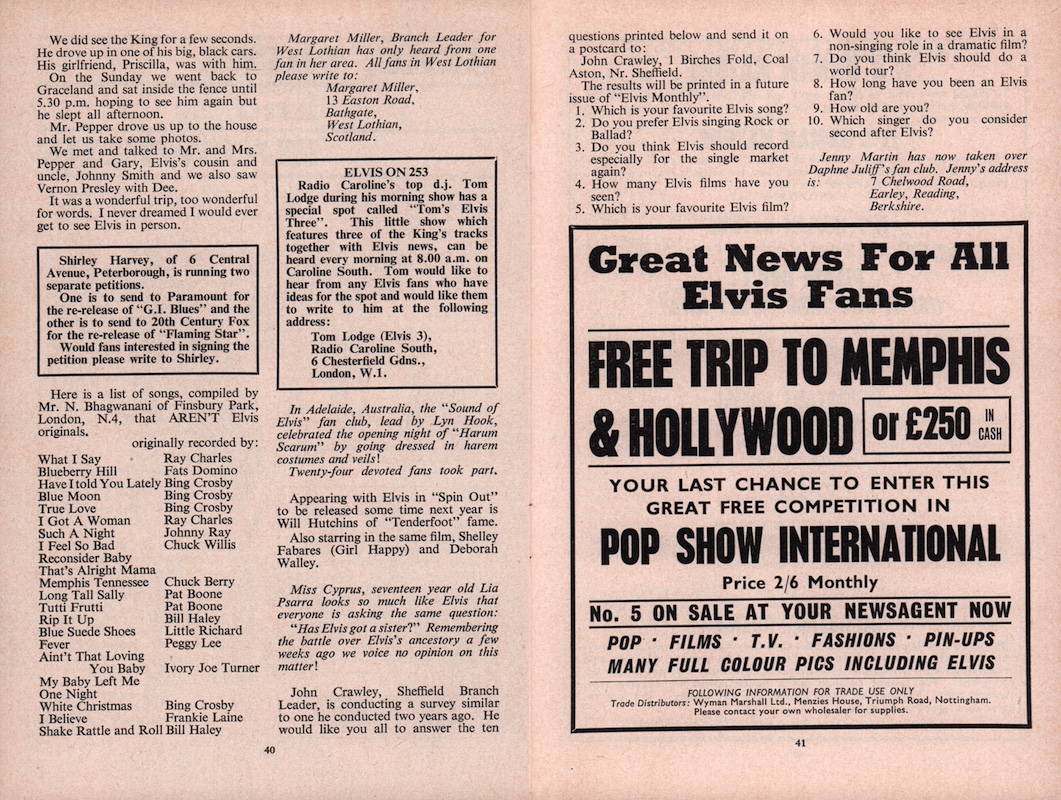 We did see the King for a few seconds.
He drove up in one of his big, black cars.
His girlfriend, Priscilla, was with him.
On the Sunday we went back to
Graceland and sat inside the fence until
5.30 p.m. hoping to see him again but
he slept all afternoon.
Mr. Pepper drove us up to the house
and let us take some photos.
We met and talked to Mr. and Mrs.
Pepper and Gary, Elvis's cousin and
uncle, Johnny Smith and we also saw
Vernon Presley with Dee.
It was a wonderful trip, too wonderful
for words. I never dreamed I would ever
get to see Elvis in person.
Shirley Harvey, of 6 Central
Avenue, Peterborough, is running two
separate petitions.
One is to send to Paramount for
the re-release of "G.I. Blues" and the
other is to send to 20th Century Fox
for the re-release of "Flaming Star".
Would fans interested in signing the
petition please write to Shirley.
Here is a list of songs, compiled by
Mr. N. Bhagwanani of Finsbury Park,
London, N.4, that AREN'T Elvis
originals.
originally recorded by:
What I Say Ray Charles
Blueberry Hill Fats Domino
Have I told You Lately Bing Crosby
Blue Moon Bing Crosby
True Love Bing Crosby
I Got A Woman Ray Charles
Such A Night Johnny Ray
I Feel So Bad Chuck Willis
Reconsider Baby
That's Alright Mama
Memphis Tennessee Chuck Berry
Long Tall Sally Pat Boone
Tutti Frutti Pat Boone
Rip It Up Bill Haley
Blue Suede Shoes Little Richard
Fever Peggy Lee
Ain't That Loving
You Baby Ivory Joe Turner
My Baby Left Me
One Night
White Christmas Bing Crosby
I Believe Frankie Laine
Shake Rattle and Roll Bill Haley
40
Margaret Miller, Branch Leader for
West Lothian has only heard from one
fan in her area. All fans in West Lothian
please write to:
Margaret Miller,
13 Easton Road,
Bathgate,
West Lothian,
Scotland.
ELVIS ON 253
Radio Caroline's top d.j. Tom
Lodge during his morning show has a
special spot called "Tom's Elvis
Three". This little show which
features three of the King's tracks
together with Elvis news, can be
heard every morning at 8.00 a.m. on
Caroline South. Tom would like to
hear from any Elvis fans who have
ideas for the spot and would like them
to write to him at the following
address:
Tom Lodge (Elvis 3),
Radio Caroline South,
6 Chesterfield Gdns.,
London, W.1.
In Adelaide, Australia, the "Sound of
Elvis" fan club, lead by Lyn Hook,
celebrated the opening night of "Harum
Scarum" by going dressed in harem
costumes and veils!
Twenty-four devoted fans took part.
Appearing with Elvis in "Spin Out"
to be released some time next year is
Will Hutchins of "Tenderfoot" fame.
Also starring in the same film, Shelley
Fabares (Girl Happy) and Deborah
Walley.
Miss Cyprus, seventeen year old Lia
Psarra looks so much like Elvis that
everyone is asking the same question:
"Has Elvis got a sister?" Remembering
the battle over Elvis's ancestory a few
weeks ago we voice no opinion on this
matter!
John Crawley, Sheffield Branch
Leader, is conducting a survey similar
to one he conducted two years ago. He
would like you all to answer the ten
questions printed below and send it on
a postcard to:
John Crawley, 1 Birches Fold, Coal
Aston, Nr. Sheffield.
The results will be printed in a future
issue of "Elvis Monthly".
1. Which is your favourite Elvis song?
2. Do you prefer Elvis singing Rock or
Ballad?
3. Do you think Elvis should record
especially for the single market
again?
4. How many Elvis films have you
seen?
5. Which is your favourite Elvis film?
6. Would you like to see Elvis in a
non-singing role in a dramatic film?
7. Do you think Elvis should do a
world tour?
8. How long have you been an Elvis
fan?
9. How old are you?
10. Which singer do you consider
second after Elvis?
Jenny Martin has now taken over
Daphne Juliff's fan club. Jenny's address
is: 7 Chelwood Road,
Earley, Reading,
Berkshire.
Great News For All
Elvis Fans
FREE TRIP TO MEMPHIS
& HOLLYWOOD or £250 IN CASH
YOUR LAST CHANCE TO ENTER THIS
GREAT FREE COMPETITION IN
POP SHOW INTERNATIONAL
Price 2/6 Monthly
No. 5 ON SALE AT YOUR NEWSAGENT NOW
POP · FILMS · T.V. · FASHIONS · PIN-UPS
MANY FULL COLOUR PICS INCLUDING ELVIS
FOLLOWING INFORMATION FOR TRADE USE ONLY
Trade Distributors: Wyman Marshall Ltd., Menzies House, Triumph Road, Nottingham.
Please contact your own wholesaler for supplies.
41